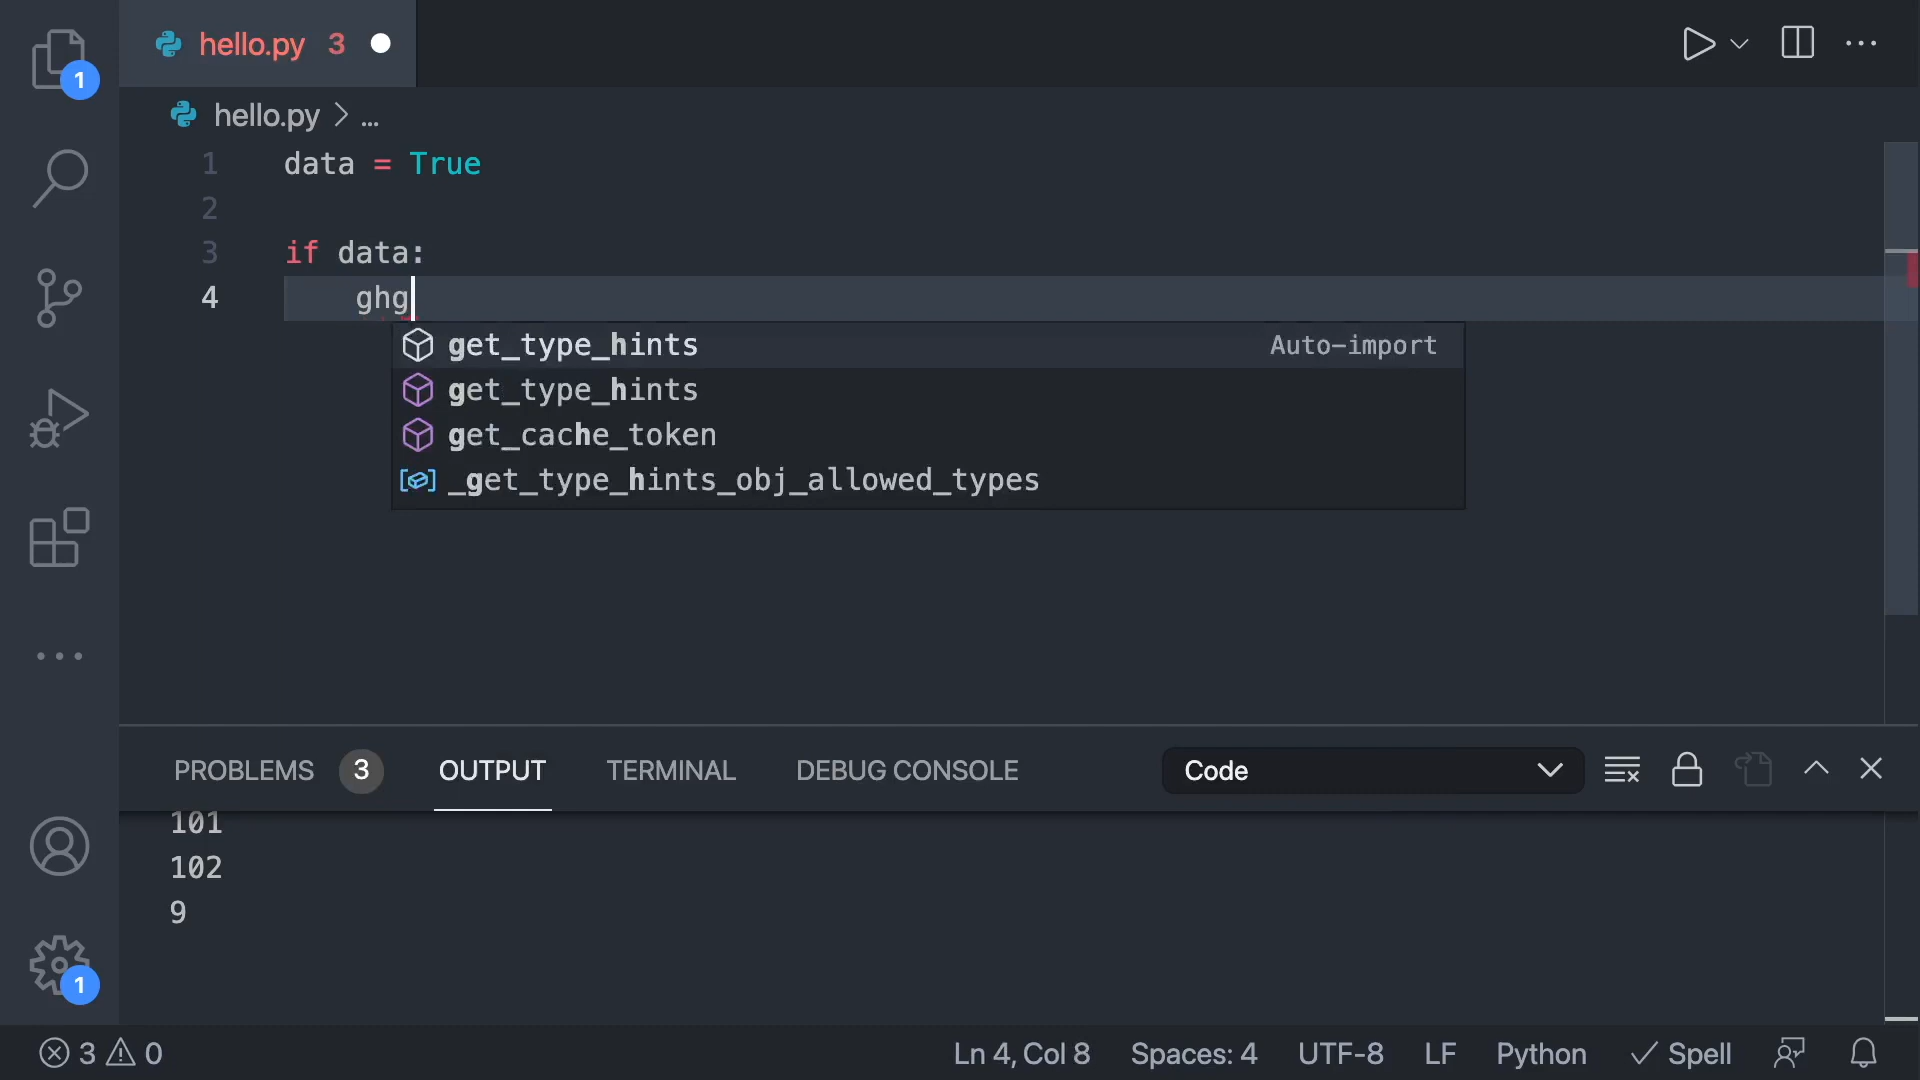 hello.py 3
1
hello.py > ...
1 data = True
2
3 if data:
4 ghg
get_type_hints Auto-import
get_type_hints
get_cache_token
_get_type_hints_obj_allowed_types
PROBLEMS 3 OUTPUT TERMINAL DEBUG CONSOLE Code
101
102
9
1
3 0 Ln 4, Col 8 Spaces: 4 UTF-8 LF Python Spell